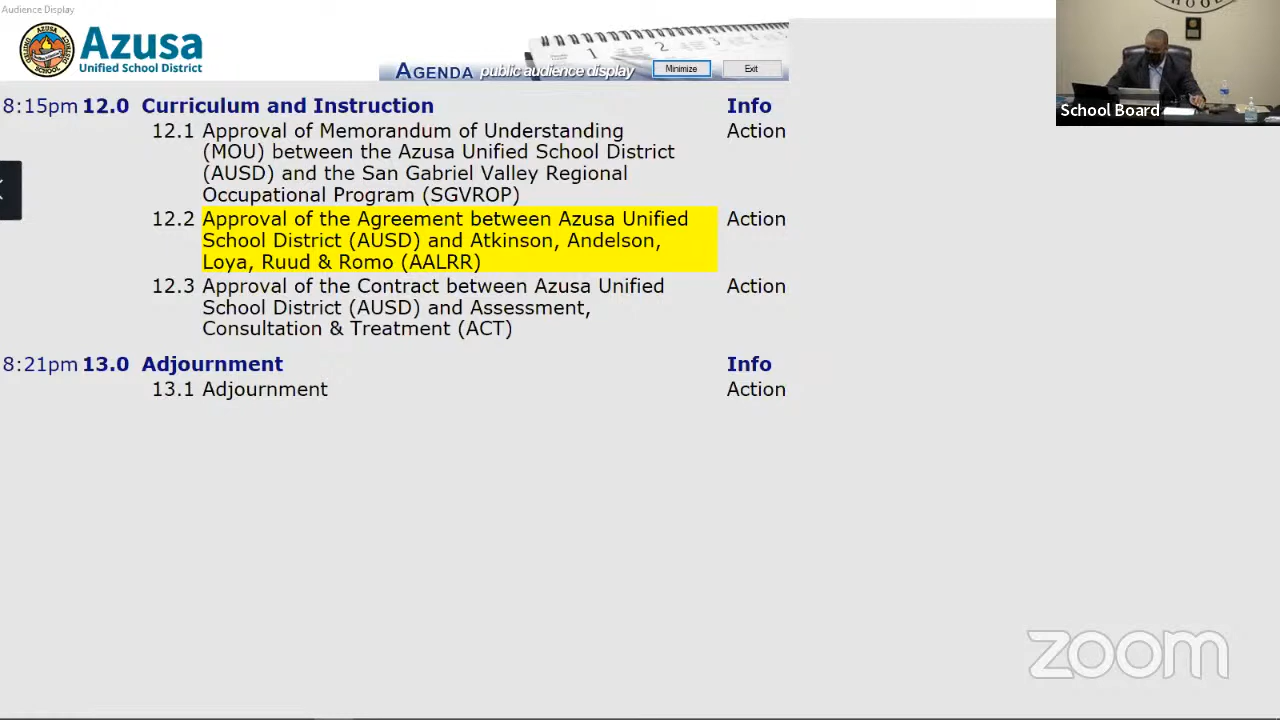 Audience Display
Azusa
Unified School District
1 2 3 4
AGENDA public audience display
Minimize
Exit
SCHOOL
School Board
8:15pm 12.0 Curriculum and Instruction Info
12.1 Approval of Memorandum of Understanding Action
(MOU) between the Azusa Unified School District
(AUSD) and the San Gabriel Valley Regional
Occupational Program (SGVROP)
12.2 Approval of the Agreement between Azusa Unified Action
School District (AUSD) and Atkinson, Andelson,
Loya, Ruud & Romo (AALRR)
12.3 Approval of the Contract between Azusa Unified Action
School District (AUSD) and Assessment,
Consultation & Treatment (ACT)
8:21pm 13.0 Adjournment Info
13.1 Adjournment Action
zoom